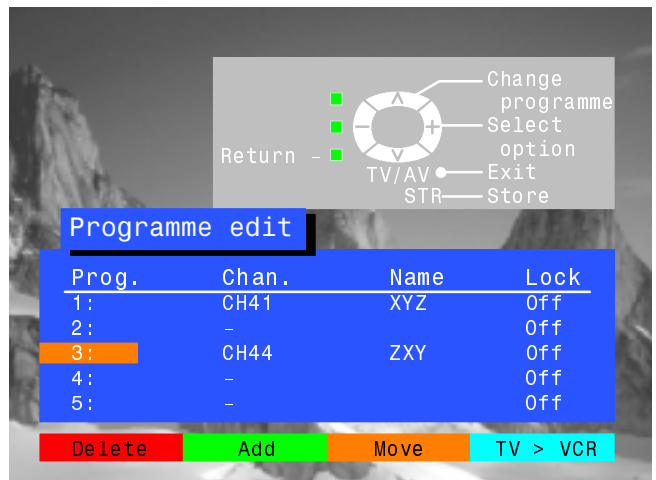 Change
programme
Select
option
Return –
TV/AV Exit
STR Store
Programme edit
Prog. Chan. Name Lock
1: CH41 XYZ Off
2: – Off
3: CH44 ZXY Off
4: – Off
5: – Off
Delete Add Move TV > VCR